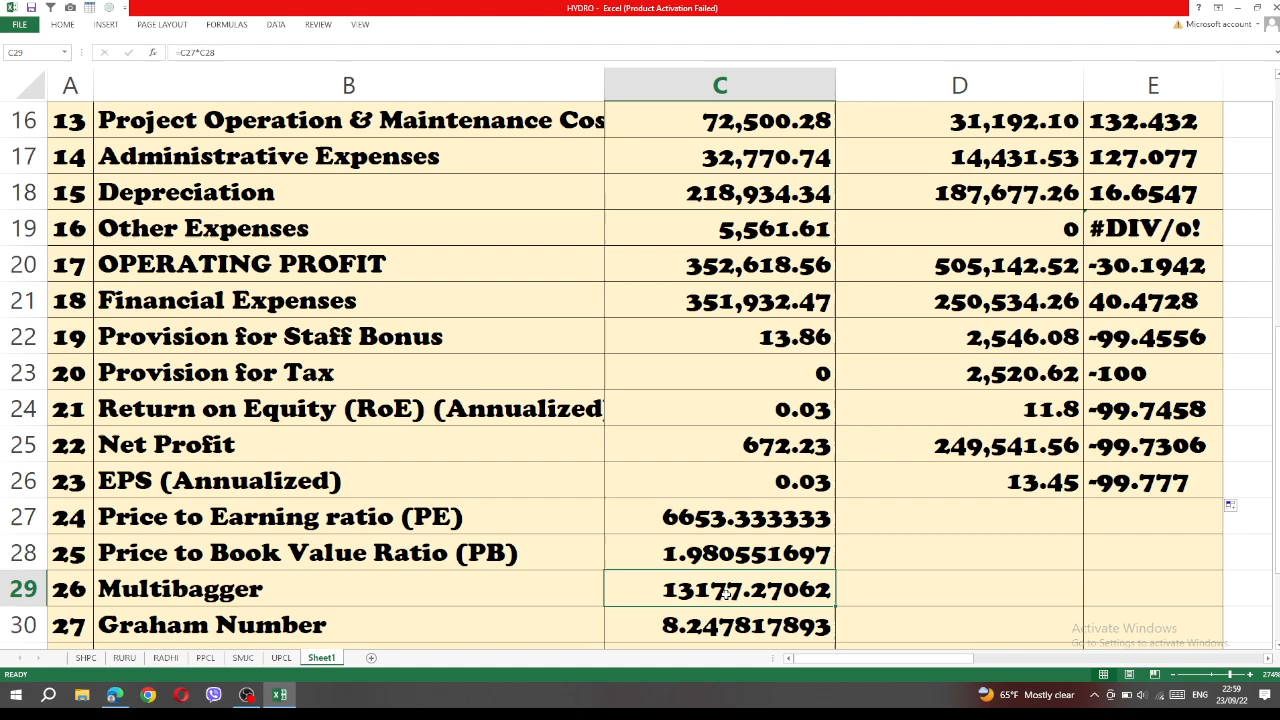 HYDRO - Excel (Product Activation Failed)
FILE HOME INSERT PAGE LAYOUT FORMULAS DATA REVIEW VIEW Microsoft account
C29 fx =C27*C28
A B C D E
16 13 Project Operation & Maintenance Cos 72,500.28 31,192.10 132.432
17 14 Administrative Expenses 32,770.74 14,431.53 127.077
18 15 Depreciation 218,934.34 187,677.26 16.6547
19 16 Other Expenses 5,561.61 0 #DIV/0!
20 17 OPERATING PROFIT 352,618.56 505,142.52 -30.1942
21 18 Financial Expenses 351,932.47 250,534.26 40.4728
22 19 Provision for Staff Bonus 13.86 2,546.08 -99.4556
23 20 Provision for Tax 0 2,520.62 -100
24 21 Return on Equity (RoE) (Annualized) 0.03 11.8 -99.7458
25 22 Net Profit 672.23 249,541.56 -99.7306
26 23 EPS (Annualized) 0.03 13.45 -99.777
27 24 Price to Earning ratio (PE) 6653.333333
28 25 Price to Book Value Ratio (PB) 1.980551697
29 26 Multibagger 13177.27062
30 27 Graham Number 8.247817893
Activate Windows
Go to Settings to activate Windows.
SHPC RURU RADHI PPCL SMJC UPCL Sheet1
READY 274%
65°F Mostly clear ENG 22:59
23/09/22